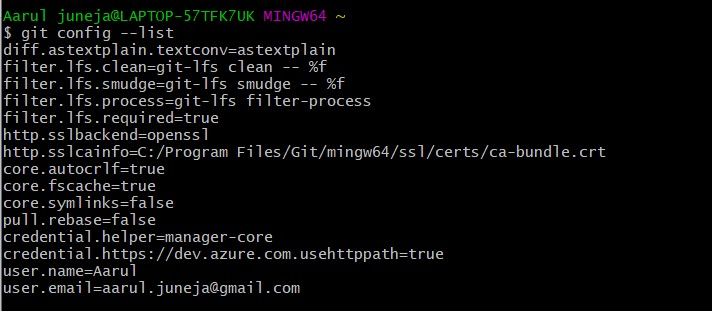 Aarul juneja@LAPTOP-57TFK7UK MINGW64 ~
$ git config --list
diff.astextplain.textconv=astextplain
filter.lfs.clean=git-lfs clean -- %f
filter.lfs.smudge=git-lfs smudge -- %f
filter.lfs.process=git-lfs filter-process
filter.lfs.required=true
http.sslbackend=openssl
http.sslcainfo=C:/Program Files/Git/mingw64/ssl/certs/ca-bundle.crt
core.autocrlf=true
core.fscache=true
core.symlinks=false
pull.rebase=false
credential.helper=manager-core
credential.https://dev.azure.com.usehttppath=true
user.name=Aarul
user.email=aarul.juneja@gmail.com